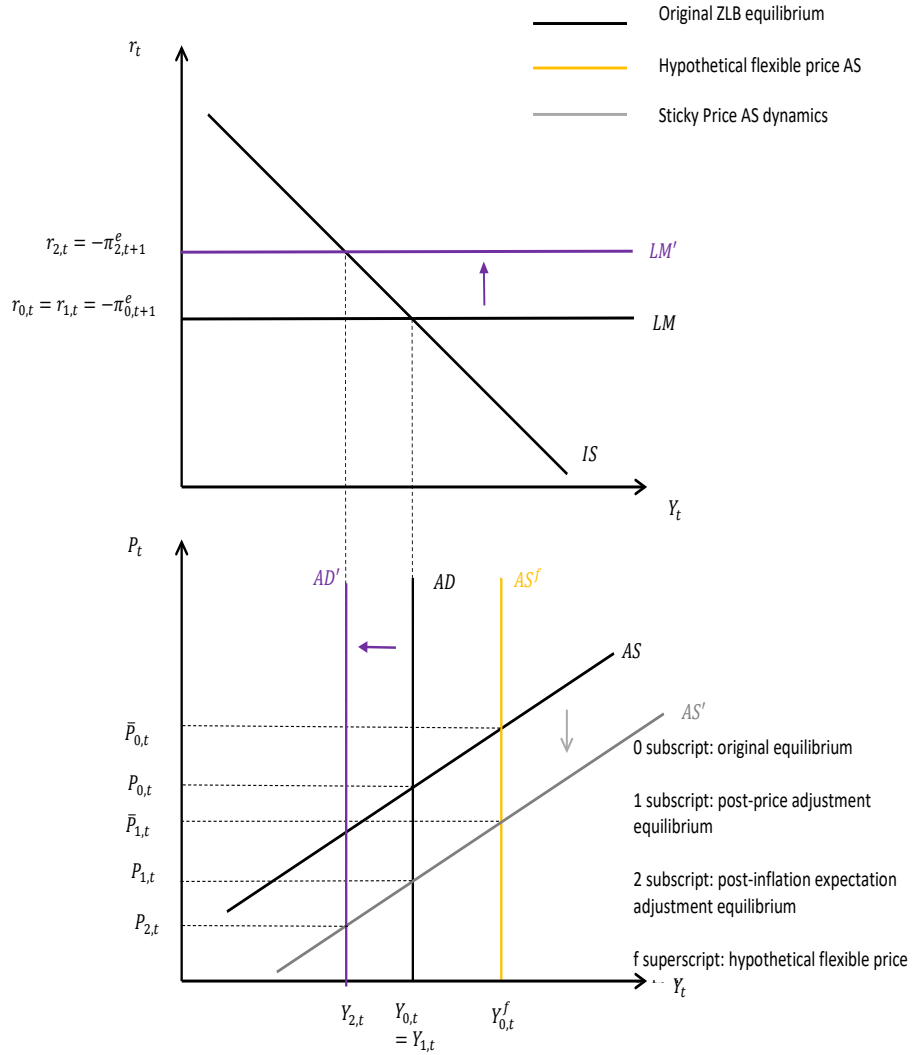 Original ZLB equilibrium
Hypothetical flexible price AS
Sticky Price AS dynamics
r_t
r_{2,t} = −π^e_{2,t+1}
LM′
r_{0,t} = r_{1,t} = −π^e_{0,t+1}
LM
IS
Y_t
P_t
AD′
AD
AS^f
AS
AS′
P̄_{0,t}
0 subscript: original equilibrium
P_{0,t}
1 subscript: post-price adjustment
equilibrium
P̄_{1,t}
P_{1,t}
2 subscript: post-inflation expectation
adjustment equilibrium
P_{2,t}
f superscript: hypothetical flexible price
Y_t
Y_{2,t}
Y_{0,t}
= Y_{1,t}
Y^f_{0,t}